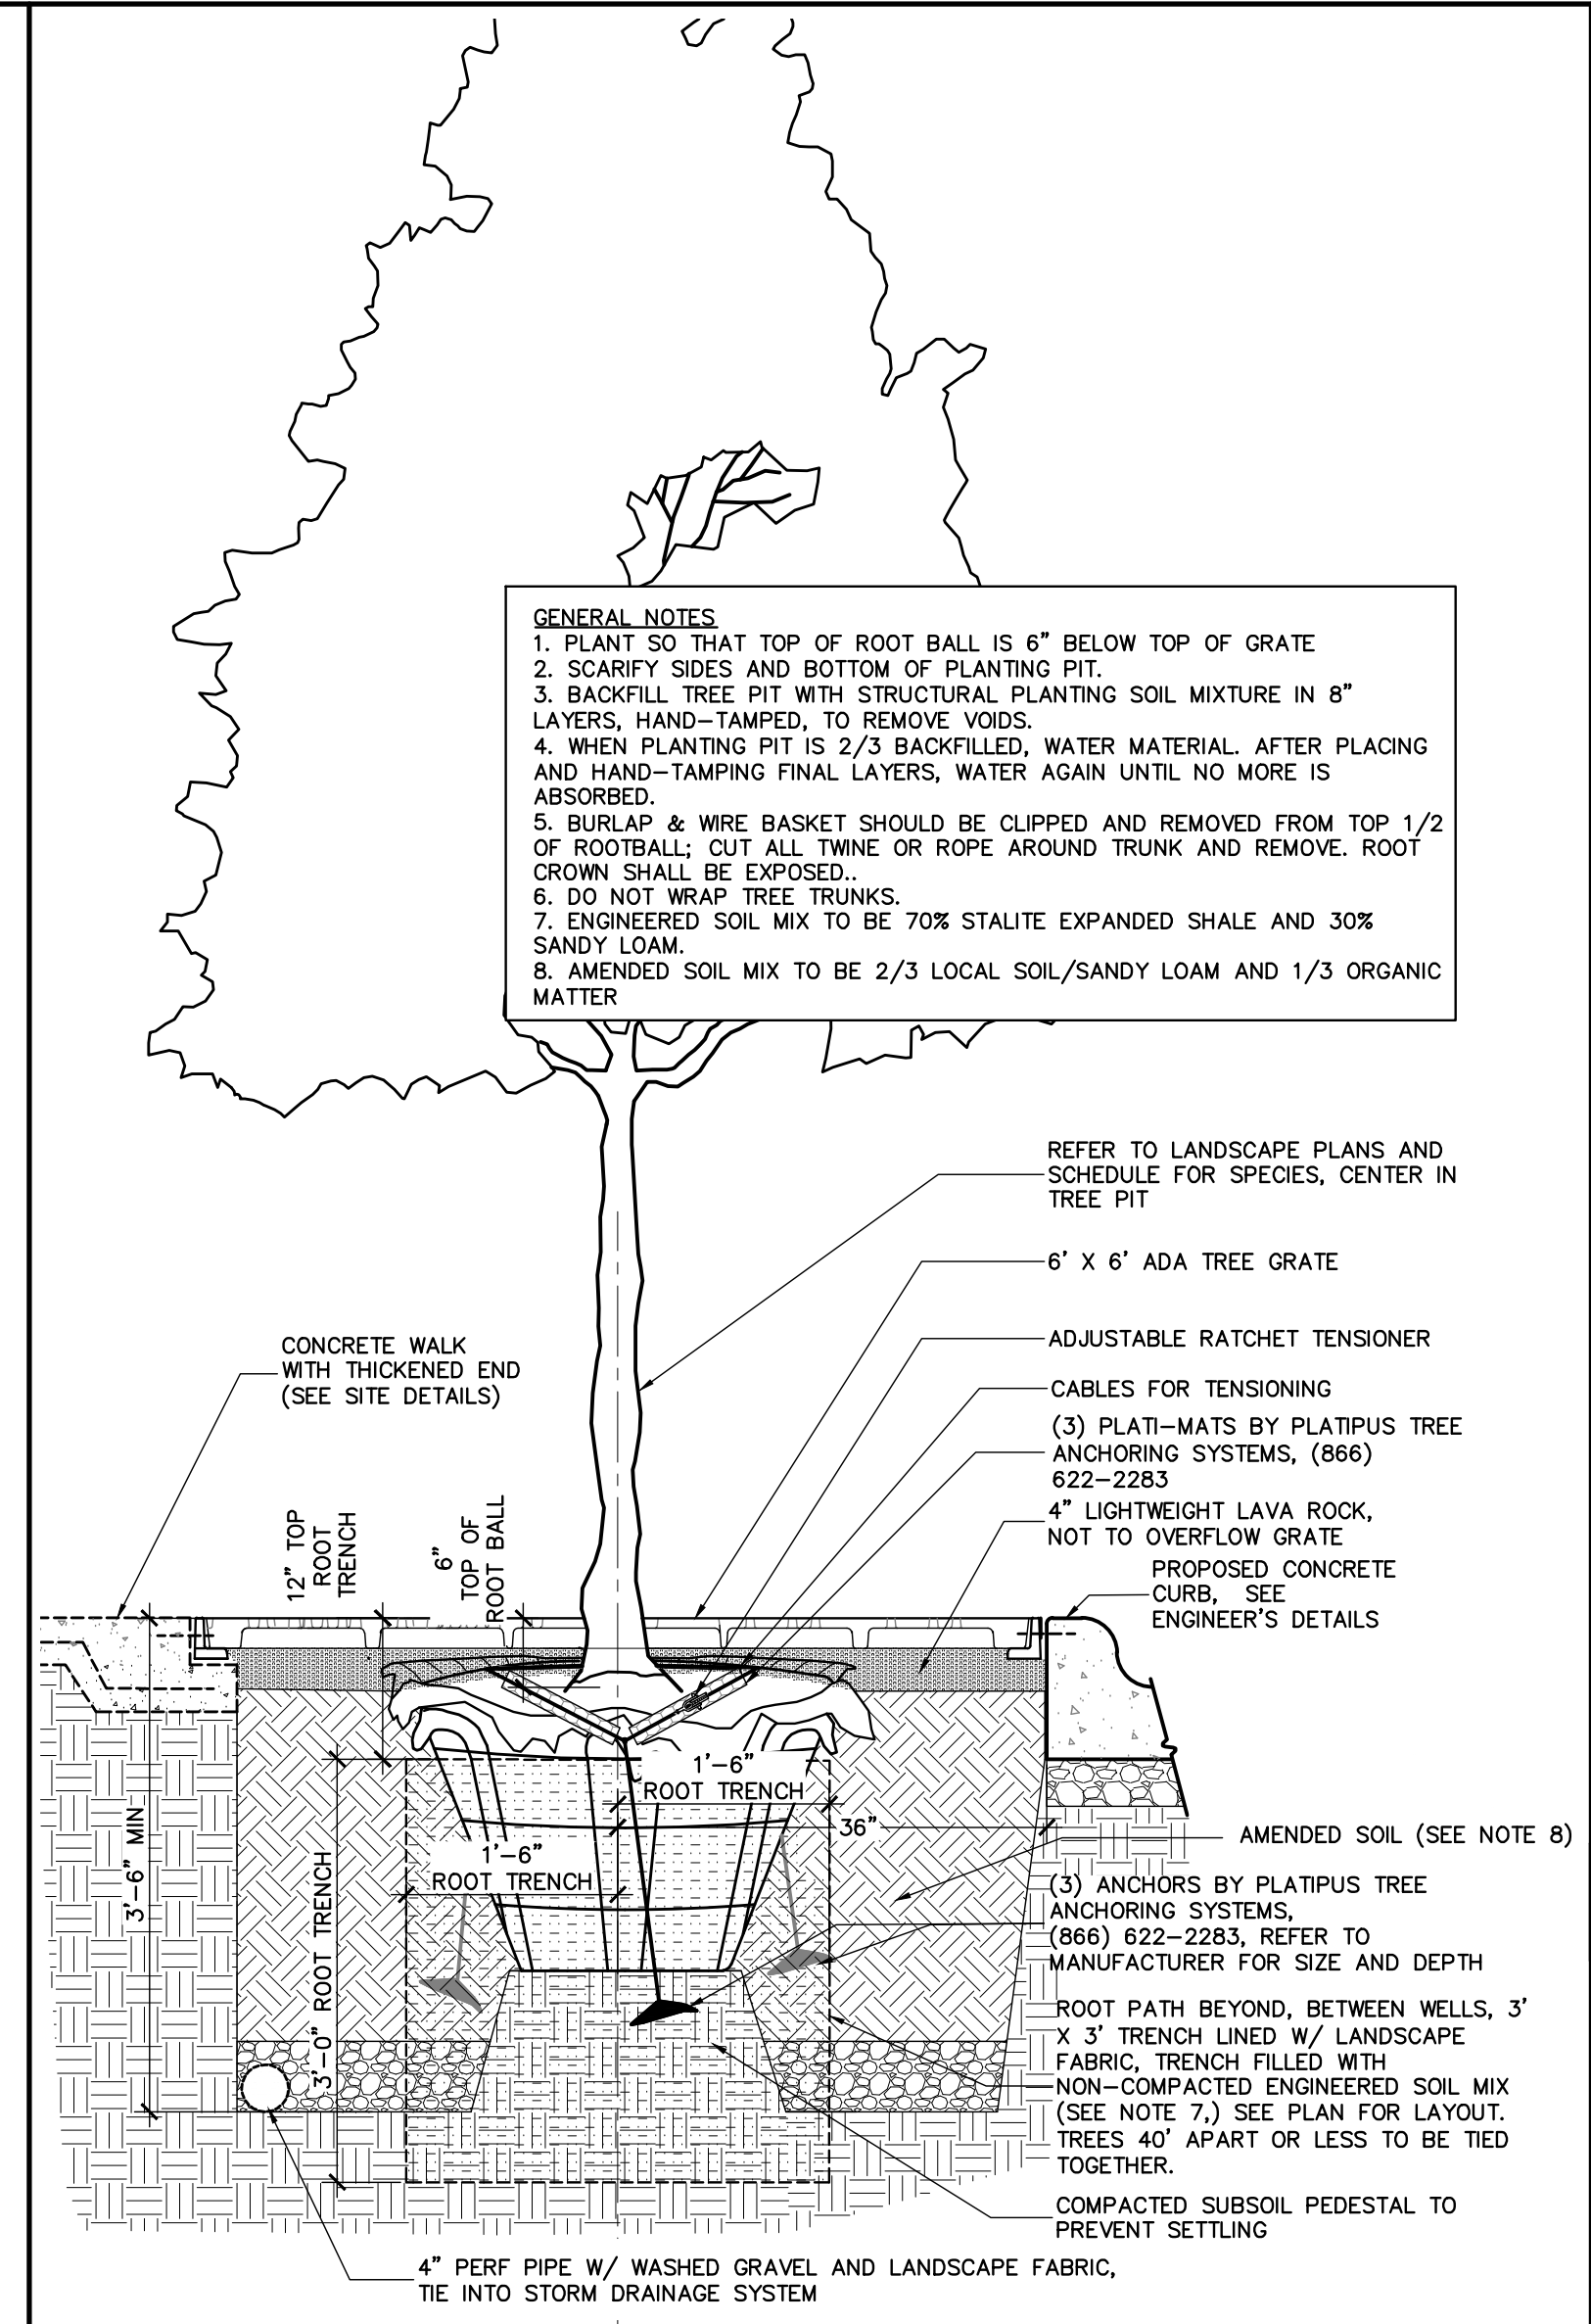 GENERAL NOTES
1. PLANT SO THAT TOP OF ROOT BALL IS 6" BELOW TOP OF GRATE
2. SCARIFY SIDES AND BOTTOM OF PLANTING PIT.
3. BACKFILL TREE PIT WITH STRUCTURAL PLANTING SOIL MIXTURE IN 8"
LAYERS, HAND-TAMPED, TO REMOVE VOIDS.
4. WHEN PLANTING PIT IS 2/3 BACKFILLED, WATER MATERIAL. AFTER PLACING
AND HAND-TAMPING FINAL LAYERS, WATER AGAIN UNTIL NO MORE IS
ABSORBED.
5. BURLAP & WIRE BASKET SHOULD BE CLIPPED AND REMOVED FROM TOP 1/2
OF ROOTBALL; CUT ALL TWINE OR ROPE AROUND TRUNK AND REMOVE. ROOT
CROWN SHALL BE EXPOSED..
6. DO NOT WRAP TREE TRUNKS.
7. ENGINEERED SOIL MIX TO BE 70% STALITE EXPANDED SHALE AND 30%
SANDY LOAM.
8. AMENDED SOIL MIX TO BE 2/3 LOCAL SOIL/SANDY LOAM AND 1/3 ORGANIC
MATTER
REFER TO LANDSCAPE PLANS AND
SCHEDULE FOR SPECIES, CENTER IN
TREE PIT
6' X 6' ADA TREE GRATE
ADJUSTABLE RATCHET TENSIONER
CONCRETE WALK
WITH THICKENED END
(SEE SITE DETAILS)
CABLES FOR TENSIONING
(3) PLATI-MATS BY PLATIPUS TREE
ANCHORING SYSTEMS, (866)
622-2283
4" LIGHTWEIGHT LAVA ROCK,
NOT TO OVERFLOW GRATE
PROPOSED CONCRETE
CURB, SEE
ENGINEER'S DETAILS
12" TOP
ROOT
TRENCH
6"
TOP OF
ROOT BALL
1'-6"
ROOT TRENCH
36"
1'-6"
ROOT TRENCH
3'-6" MIN
3'-0" ROOT TRENCH
AMENDED SOIL (SEE NOTE 8)
(3) ANCHORS BY PLATIPUS TREE
ANCHORING SYSTEMS,
(866) 622-2283, REFER TO
MANUFACTURER FOR SIZE AND DEPTH
ROOT PATH BEYOND, BETWEEN WELLS, 3'
X 3' TRENCH LINED W/ LANDSCAPE
FABRIC, TRENCH FILLED WITH
NON-COMPACTED ENGINEERED SOIL MIX
(SEE NOTE 7,) SEE PLAN FOR LAYOUT.
TREES 40' APART OR LESS TO BE TIED
TOGETHER.
COMPACTED SUBSOIL PEDESTAL TO
PREVENT SETTLING
4" PERF PIPE W/ WASHED GRAVEL AND LANDSCAPE FABRIC,
TIE INTO STORM DRAINAGE SYSTEM